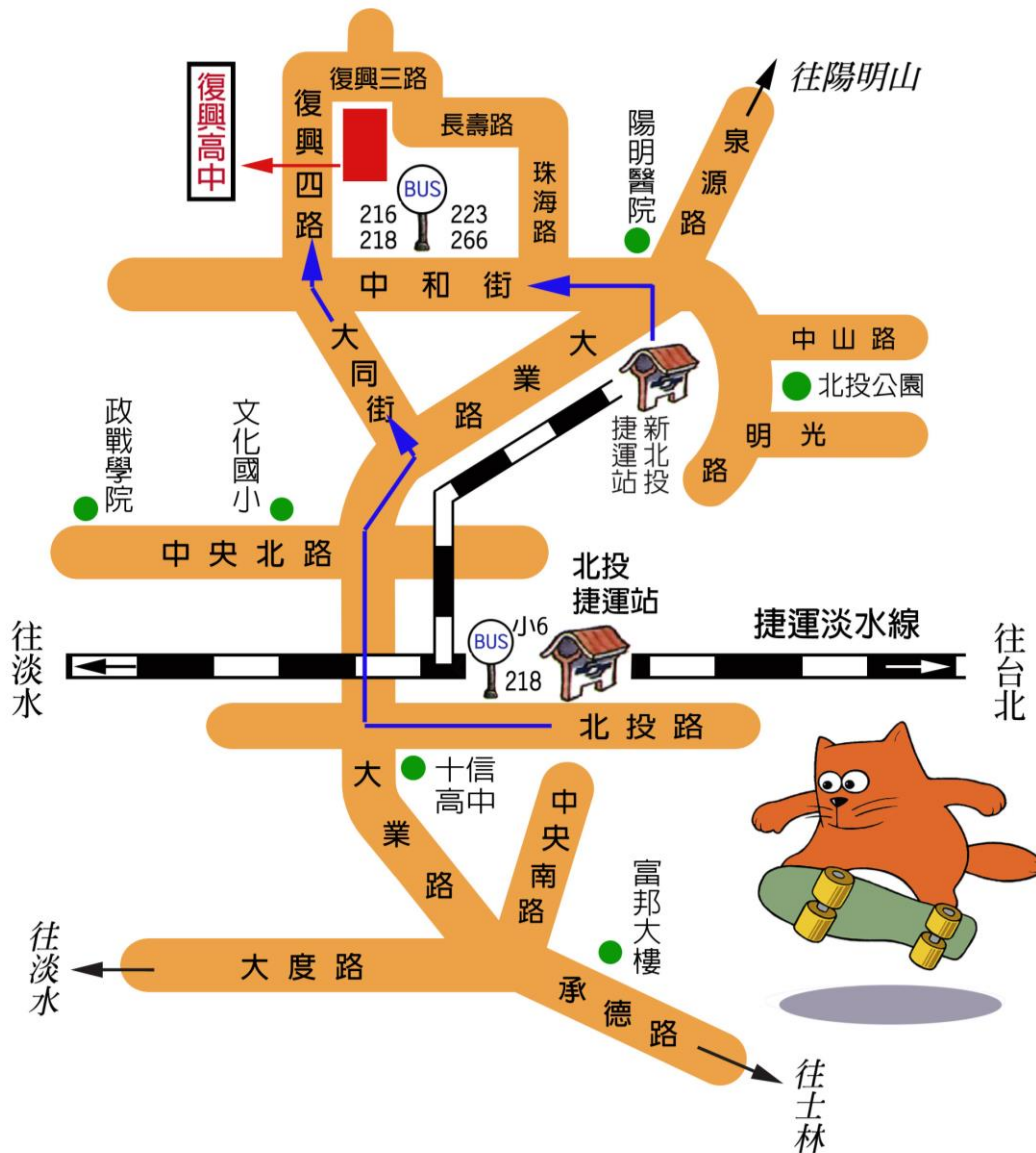 復興三路
往陽明山
復興高中
復興四路
長壽路
陽明醫院
泉源路
珠海路
BUS
216
223
218
266
中和街
大同街
大業路
中山路
北投公園
政戰學院
文化國小
新北投
捷運站
光明路
中央北路
北投
捷運站
往淡水
BUS
小6
218
捷運淡水線
往台北
北投路
大業路
十信
高中
中央南路
富邦大樓
往淡水
大度路
承德路
往士林